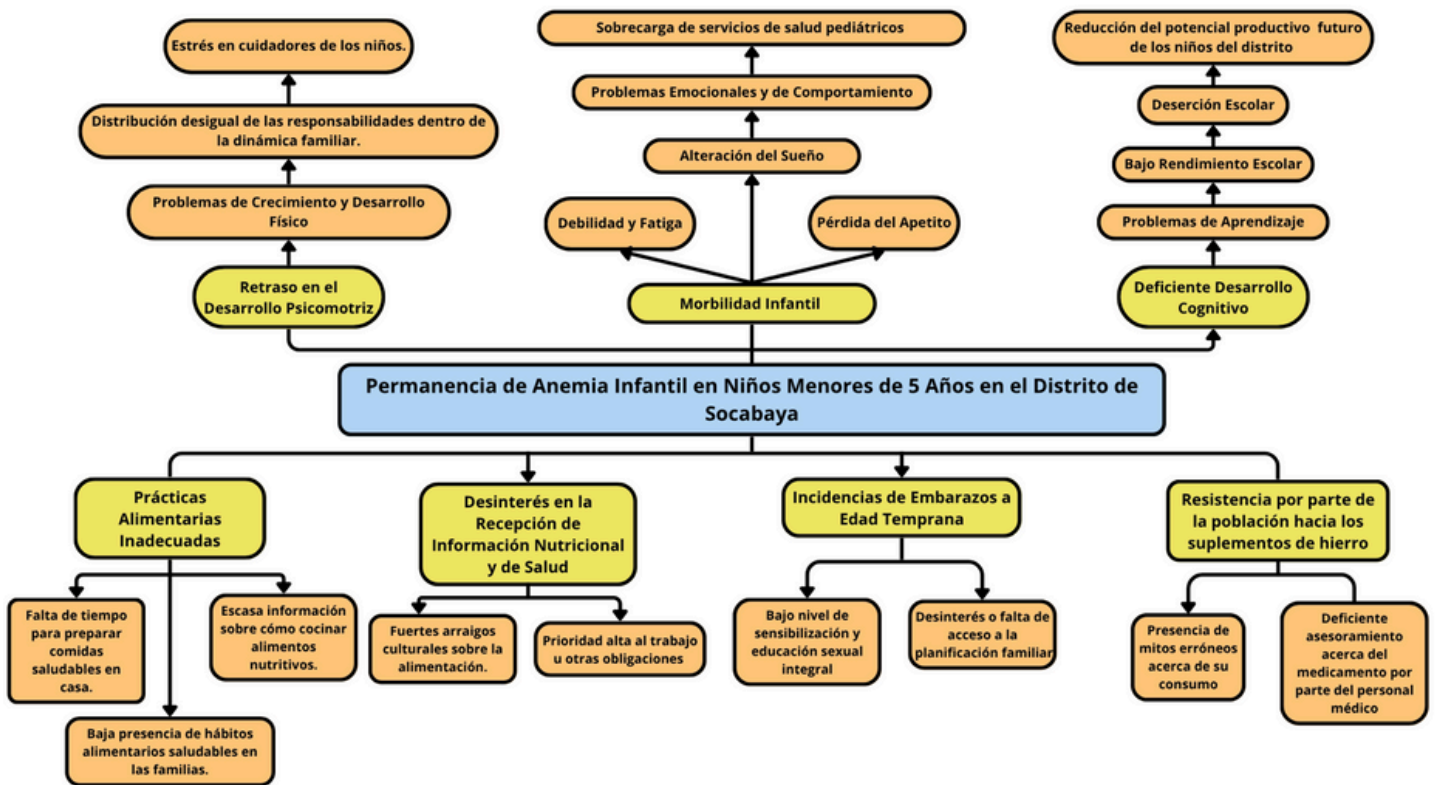 Estrés en cuidadores de los niños.
Distribución desigual de las responsabilidades dentro de
la dinámica familiar.
Problemas de Crecimiento y Desarrollo
Físico
Retraso en el
Desarrollo Psicomotriz
Sobrecarga de servicios de salud pediátricos
Problemas Emocionales y de Comportamiento
Alteración del Sueño
Debilidad y Fatiga
Pérdida del Apetito
Morbilidad Infantil
Reducción del potencial productivo futuro
de los niños del distrito
Deserción Escolar
Bajo Rendimiento Escolar
Problemas de Aprendizaje
Deficiente Desarrollo
Cognitivo
Permanencia de Anemia Infantil en Niños Menores de 5 Años en el Distrito de
Socabaya
Prácticas
Alimentarias
Inadecuadas
Falta de tiempo
para preparar
comidas
saludables en
casa.
Baja presencia de hábitos
alimentarios saludables en
las familias.
Escasa información
sobre cómo cocinar
alimentos
nutritivos.
Desinterés en la
Recepción de
Información Nutricional
y de Salud
Fuertes arraigos
culturales sobre la
alimentación.
Prioridad alta al trabajo
u otras obligaciones
Incidencias de Embarazos a
Edad Temprana
Bajo nivel de
sensibilización y
educación sexual
integral
Desinterés o falta de
acceso a la
planificación familiar
Resistencia por parte de
la población hacia los
suplementos de hierro
Presencia de
mitos erróneos
acerca de su
consumo
Deficiente
asesoramiento
acerca del
medicamento por
parte del personal
médico